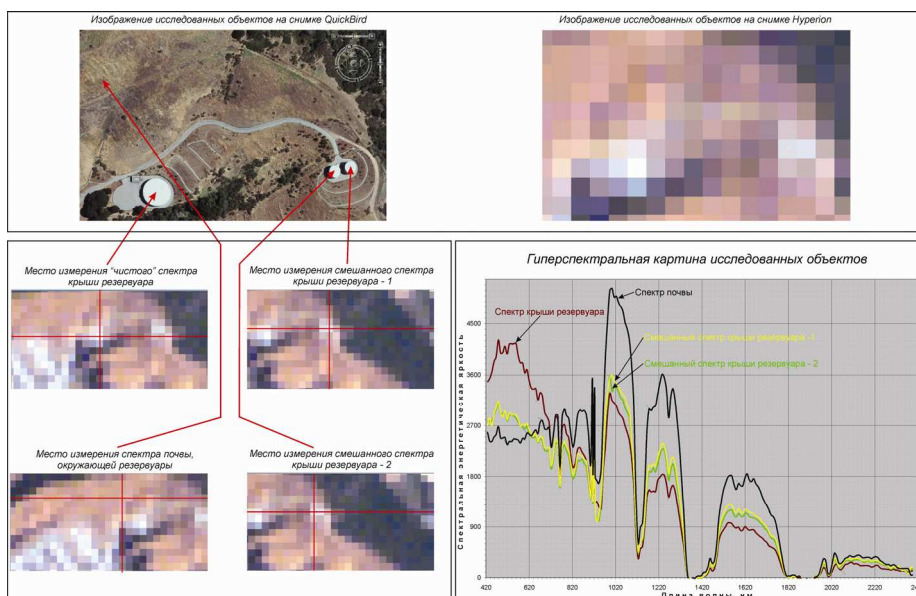 Изображение исследованных объектов на снимке QuickBird
Изображение исследованных объектов на снимке Hyperion
Место измерения "чистого" спектра
крыши резервуара
Место измерения смешанного спектра
крыши резервуара - 1
Место измерения спектра почвы,
окружающей резервуары
Место измерения смешанного спектра
крыши резервуара - 2
Гиперспектральная картина исследованных объектов
Спектр почвы
Спектр крыши резервуара
Смешанный спектр крыши резервуара -1
Смешанный спектр крыши резервуара - 2
Спектральная энергетическая яркость
4500
3600
2700
1800
900
0
420 620 820 1020 1220 1420 1620 1820 2020 2220
Длина волны, нм